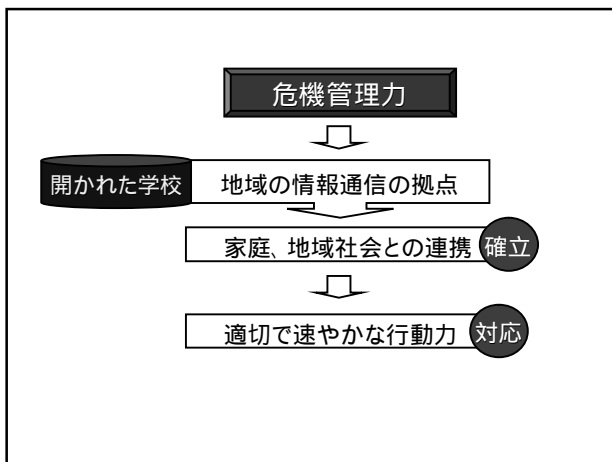 危機管理力
開かれた学校
地域の情報通信の拠点
家庭、地域社会との連携
確立
適切で速やかな行動力
対応